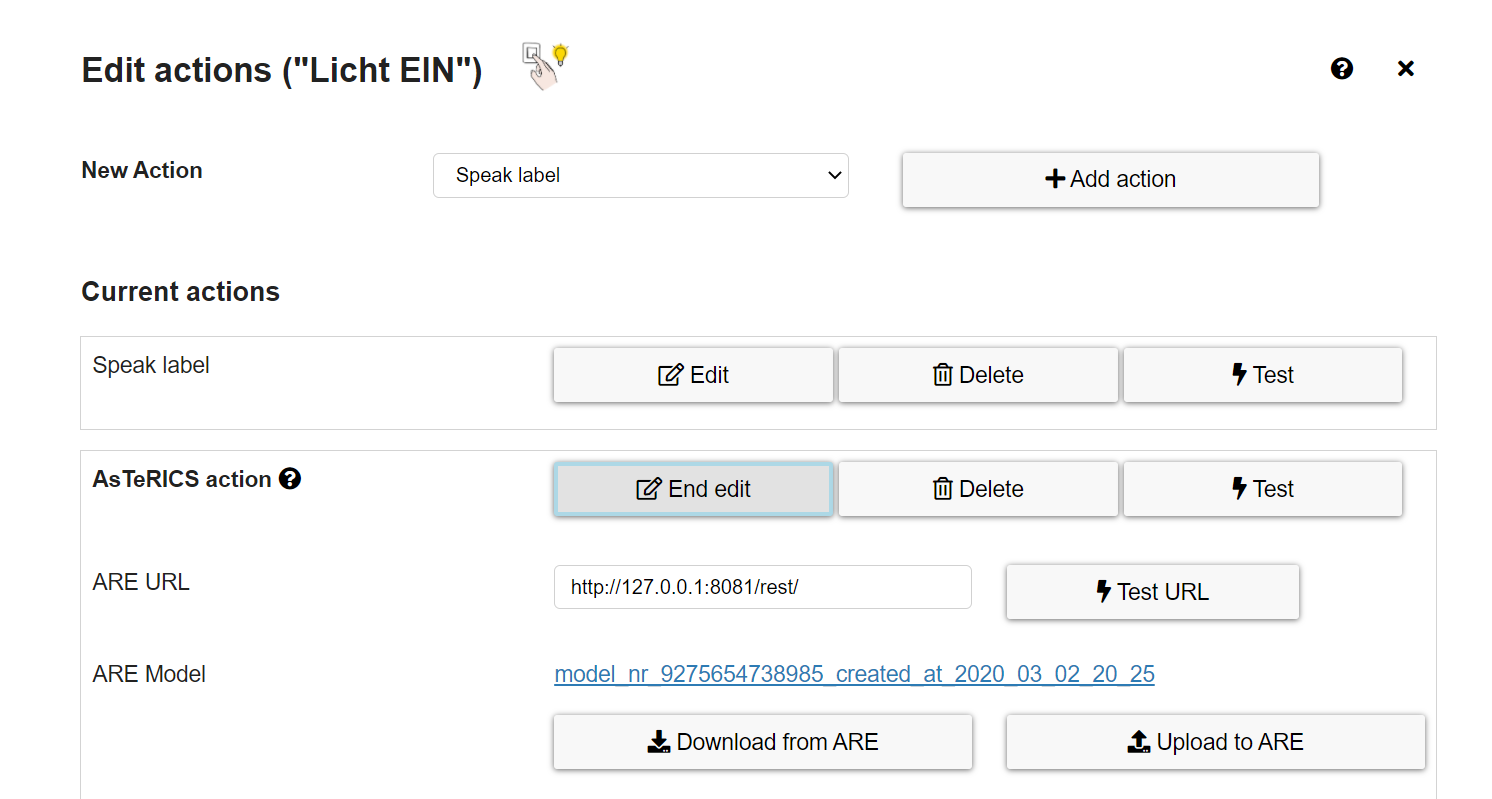 Edit actions ("Licht EIN")
New Action
Speak label
Add action
Current actions
Speak label
Edit
Delete
Test
AsTeRICS action
End edit
Delete
Test
ARE URL
http://127.0.0.1:8081/rest/
Test URL
ARE Model
model_nr_9275654738985_created_at_2020_03_02_20_25
Download from ARE
Upload to ARE